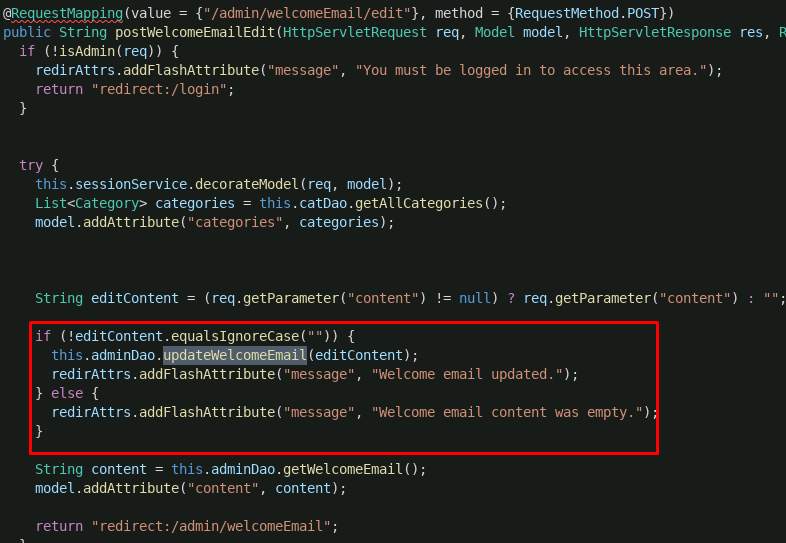 @RequestMapping(value = {"/admin/welcomeEmail/edit"}, method = {RequestMethod.POST})
public String postWelcomeEmailEdit(HttpServletRequest req, Model model, HttpServletResponse res, R
if (!isAdmin(req)) {
redirAttrs.addFlashAttribute("message", "You must be logged in to access this area.");
return "redirect:/login";
}
try {
this.sessionService.decorateModel(req, model);
List<Category> categories = this.catDao.getAllCategories();
model.addAttribute("categories", categories);
String editContent = (req.getParameter("content") != null) ? req.getParameter("content") : "";
if (!editContent.equalsIgnoreCase("")) {
this.adminDao.updateWelcomeEmail(editContent);
redirAttrs.addFlashAttribute("message", "Welcome email updated.");
} else {
redirAttrs.addFlashAttribute("message", "Welcome email content was empty.");
}
String content = this.adminDao.getWelcomeEmail();
model.addAttribute("content", content);
return "redirect:/admin/welcomeEmail";